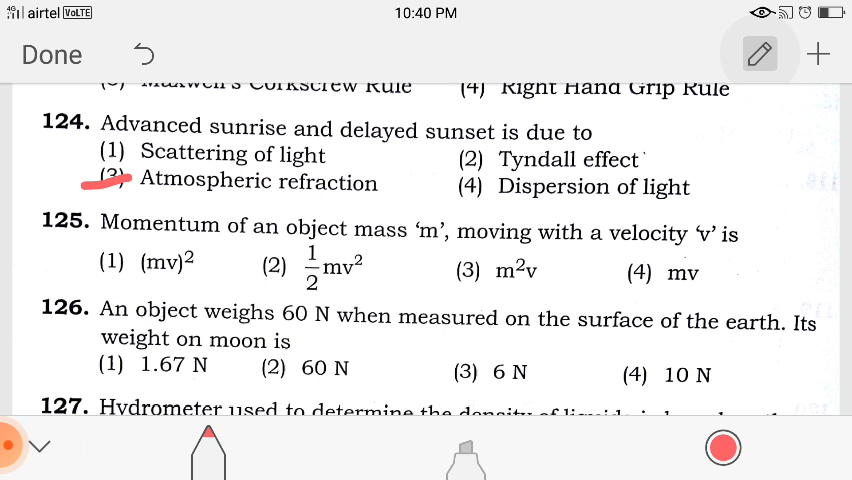 4G airtel VoLTE 10:40 PM
Done
(4) Right Hand Grip Rule
124. Advanced sunrise and delayed sunset is due to
(1) Scattering of light (2) Tyndall effect
(3) Atmospheric refraction (4) Dispersion of light
125. Momentum of an object mass ‘m’, moving with a velocity ‘v’ is
(1) (mv)² (2) 1/2 mv² (3) m²v (4) mv
126. An object weighs 60 N when measured on the surface of the earth. Its
weight on moon is
(1) 1.67 N (2) 60 N (3) 6 N (4) 10 N
127. Hydrometer used to determine the density of